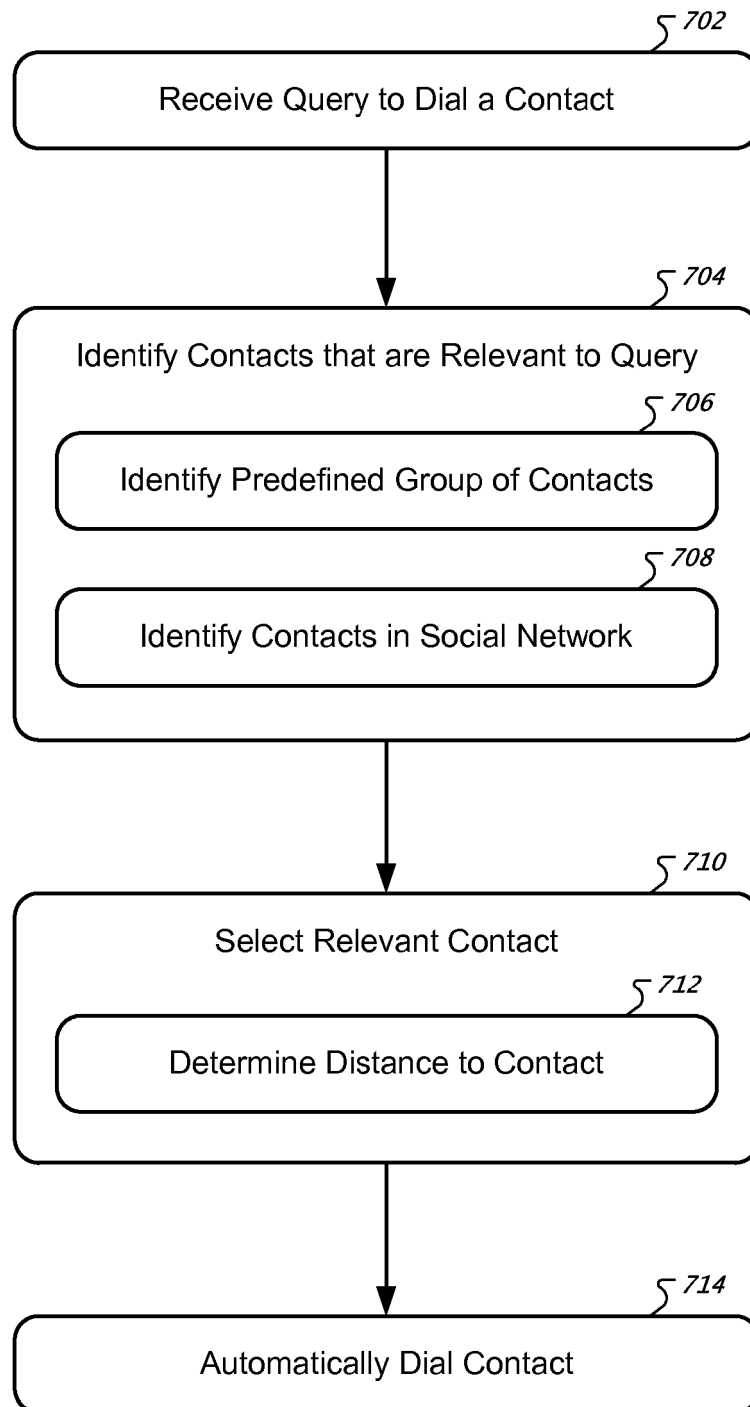 702
Receive Query to Dial a Contact
704
Identify Contacts that are Relevant to Query
706
Identify Predefined Group of Contacts
708
Identify Contacts in Social Network
710
Select Relevant Contact
712
Determine Distance to Contact
714
Automatically Dial Contact